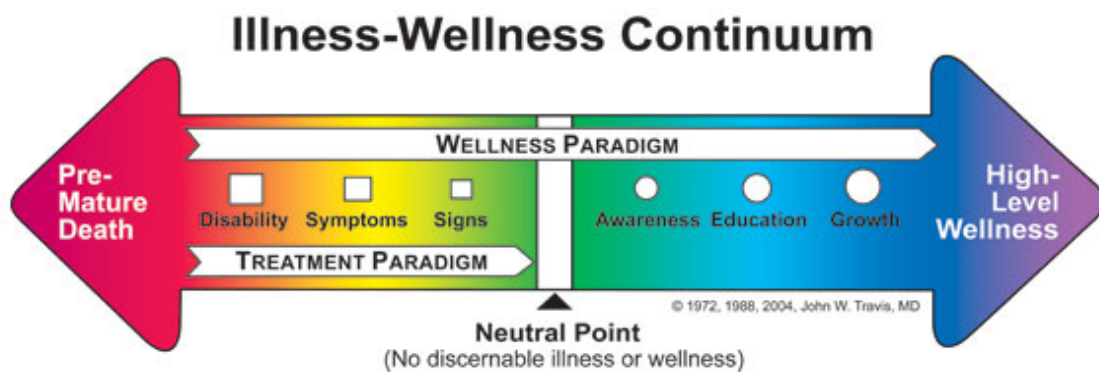 Illness-Wellness Continuum
WELLNESS PARADIGM
Pre-
Mature
Death
Disability
Symptoms
Signs
Awareness
Education
Growth
High-
Level
Wellness
TREATMENT PARADIGM
© 1972, 1988, 2004, John W. Travis, MD
Neutral Point
(No discernable illness or wellness)